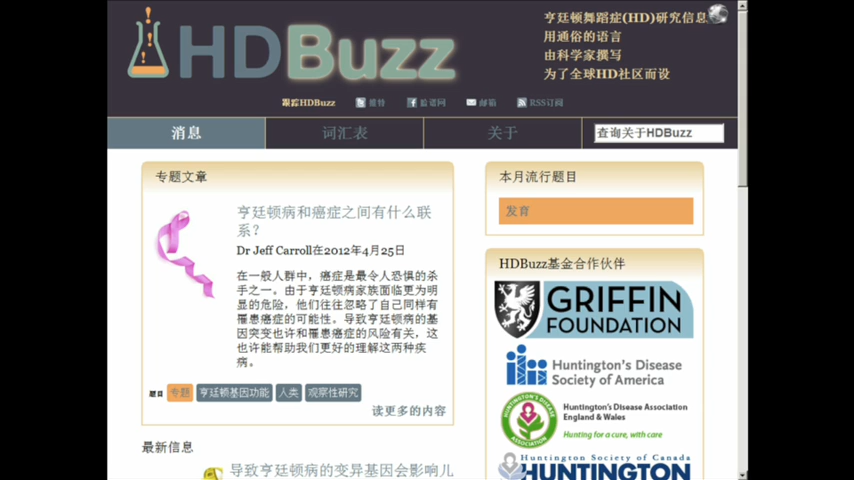 HDBuzz
亨廷顿舞蹈症(HD)研究信息
用通俗的语言
由科学家撰写
为了全球HD社区而设
跟踪HDBuzz
邮箱
RSS订阅
消息
词汇表
关于
查询关于HDBuzz
专题文章
亨廷顿病和癌症之间有什么联
系？
Dr Jeff Carroll在2012年4月25日
在一般人群中，癌症是最令人恐惧的杀
手之一。由于亨廷顿病家族面临更为明
显的危险，他们往往忽略了自己同样有
罹患癌症的可能性。导致亨廷顿病的基
因突变也许和罹患癌症的风险有关，这
也许能帮助我们更好的理解这两种疾
病。
题目 专题 亨廷顿基因功能 人类 观察性研究
读更多的内容
最新信息
导致亨廷顿病的变异基因会影响儿
本月流行题目
发育
HDBuzz基金合作伙伴
GRIFFIN
FOUNDATION
Huntington's Disease
Society of America
Huntington's Disease Association
England & Wales
Hunting for a cure, with care
Huntington Society of Canada
HUNTINGTON